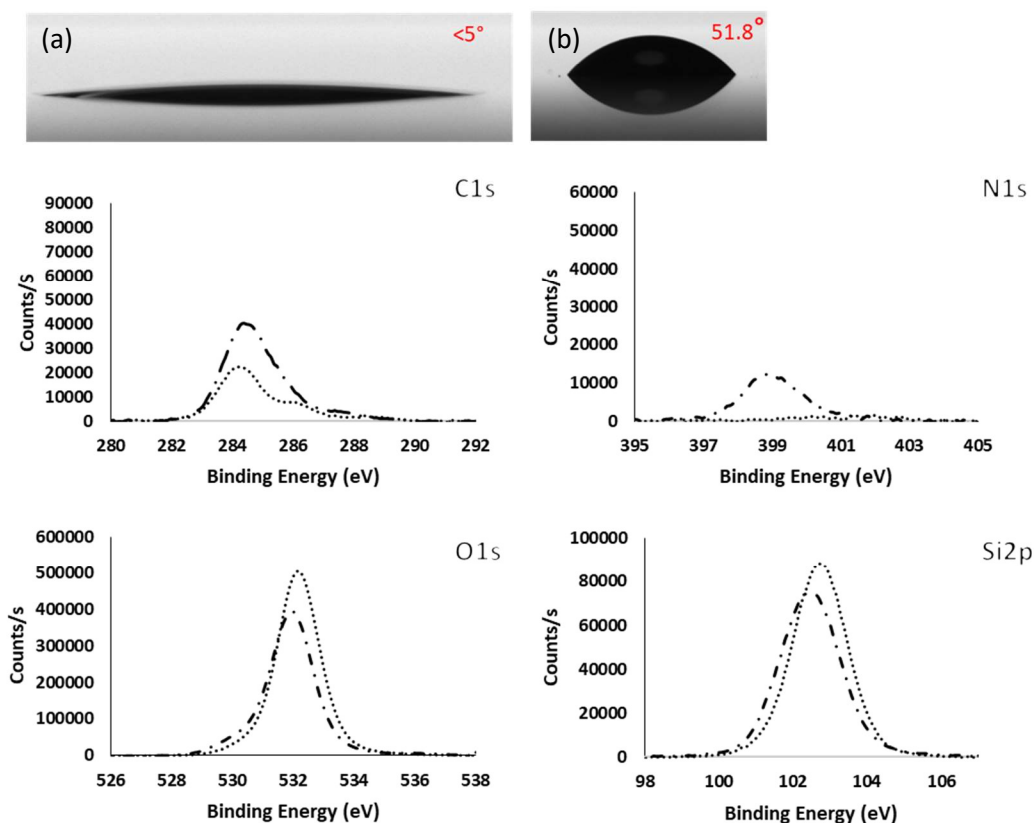 (a) <5° (b) 51.8°
C1s
90000
80000
70000
60000
50000
40000
30000
20000
10000
0
Counts/s
280 282 284 286 288 290 292
Binding Energy (eV)
N1s
60000
50000
40000
30000
20000
10000
0
Counts/s
395 397 399 401 403 405
Binding Energy (eV)
O1s
600000
500000
400000
300000
200000
100000
0
Counts/s
526 528 530 532 534 536 538
Binding Energy (eV)
Si2p
100000
80000
60000
40000
20000
0
Counts/s
98 100 102 104 106
Binding Energy (eV)